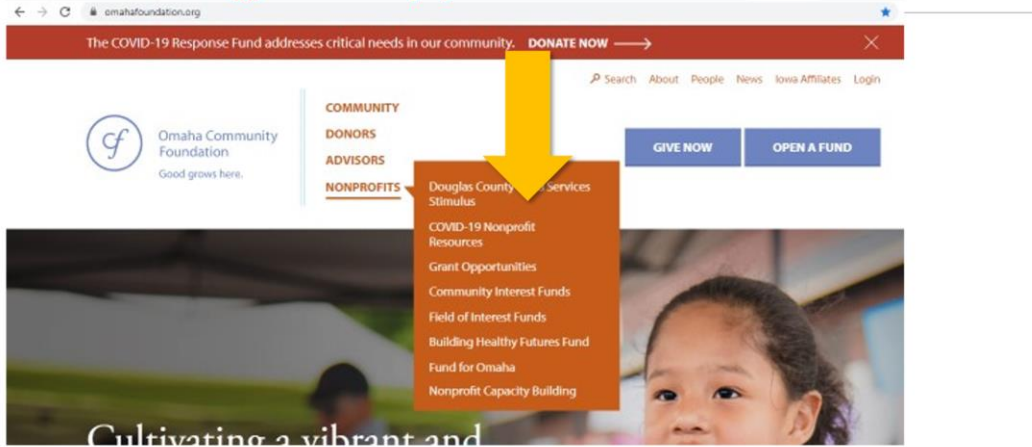 omahafoundation.org
The COVID-19 Response Fund addresses critical needs in our community. DONATE NOW
Search About People News Iowa Affiliates Login
cf
Omaha Community
Foundation
Good grows here.
COMMUNITY
DONORS
ADVISORS
NONPROFITS
GIVE NOW OPEN A FUND
Douglas County Services
Stimulus
COVID-19 Nonprofit
Resources
Grant Opportunities
Community Interest Funds
Field of Interest Funds
Building Healthy Futures Fund
Fund for Omaha
Nonprofit Capacity Building
Cultivating a vibrant and